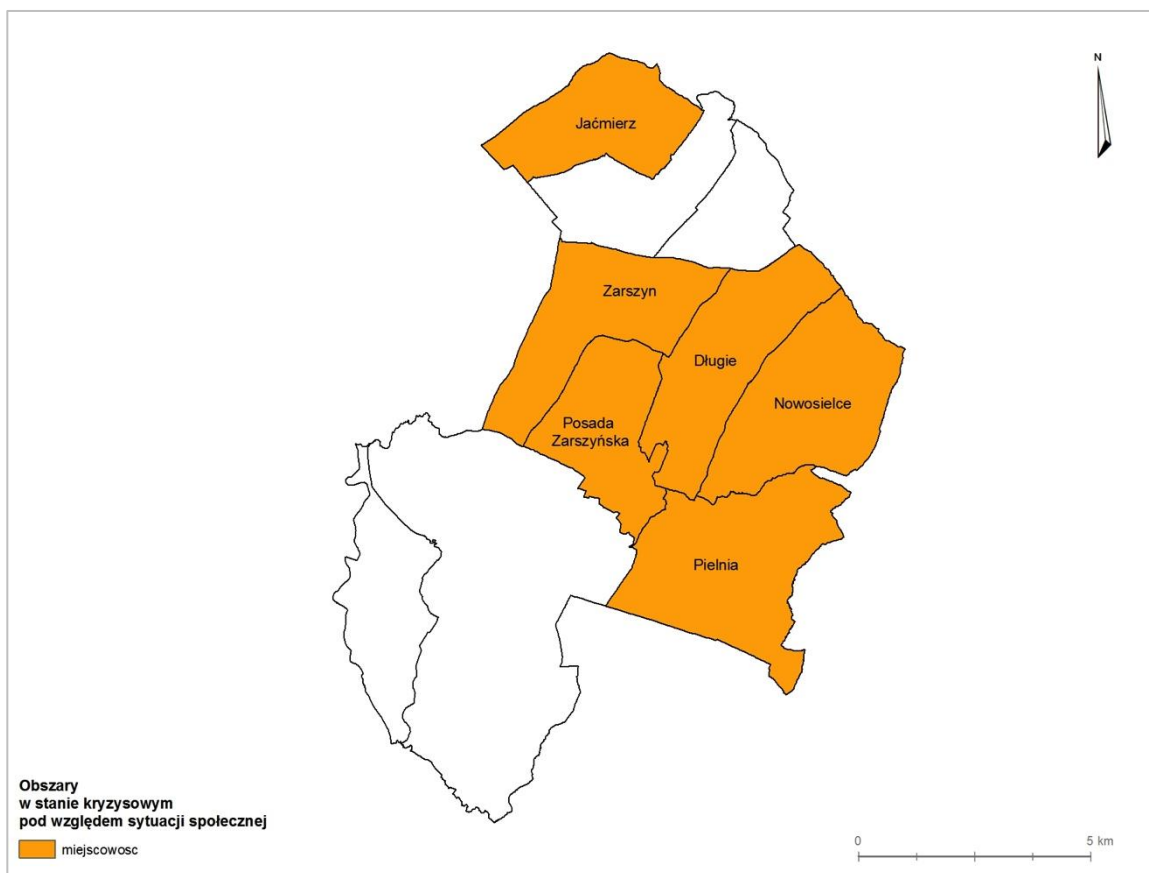 N
Jaćmierz
Zarszyn
Długie
Nowosielce
Posada
Zarszyńska
Pielnia
Obszary
w stanie kryzysowym
pod względem sytuacji społecznej
miejscowosc
0 5 km